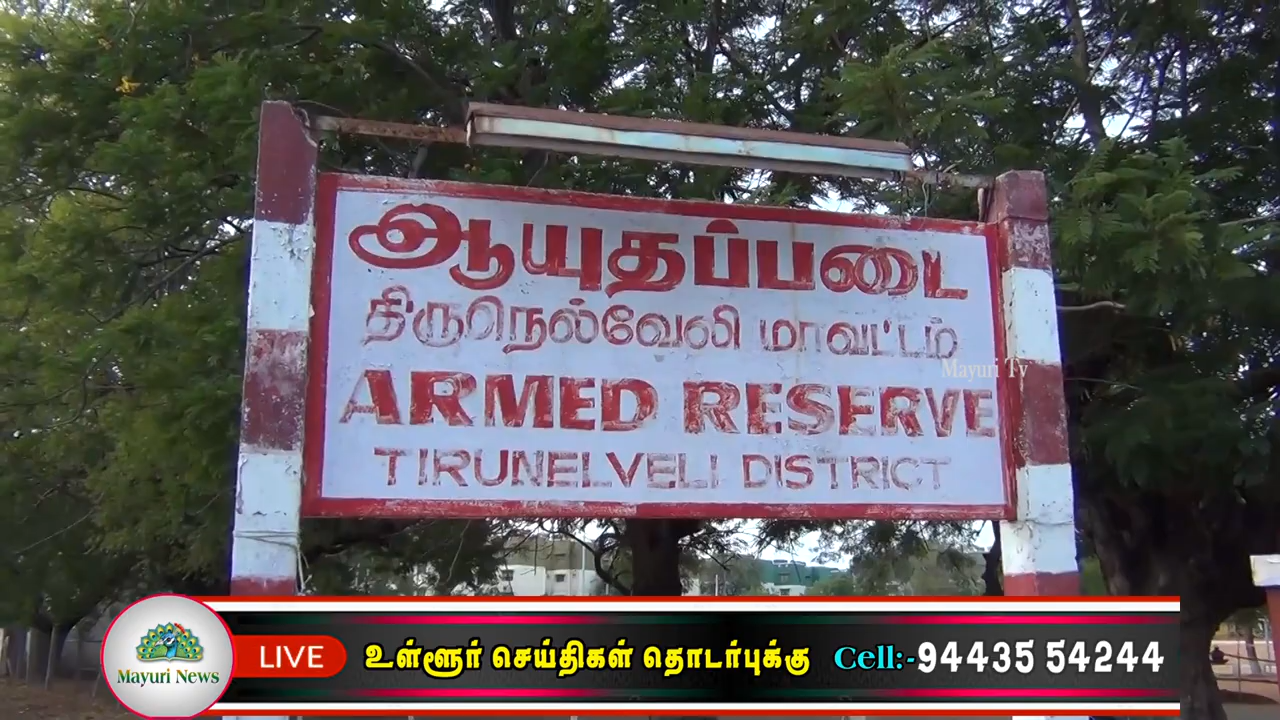 ஆயுதப்படை
திருநெல்வேலி மாவட்டம்
Mayuri Tv
ARMED RESERVE
TIRUNELVELI DISTRICT
Mayuri News
LIVE
உள்ளூர் செய்திகள் தொடர்புக்கு Cell:-94435 54244